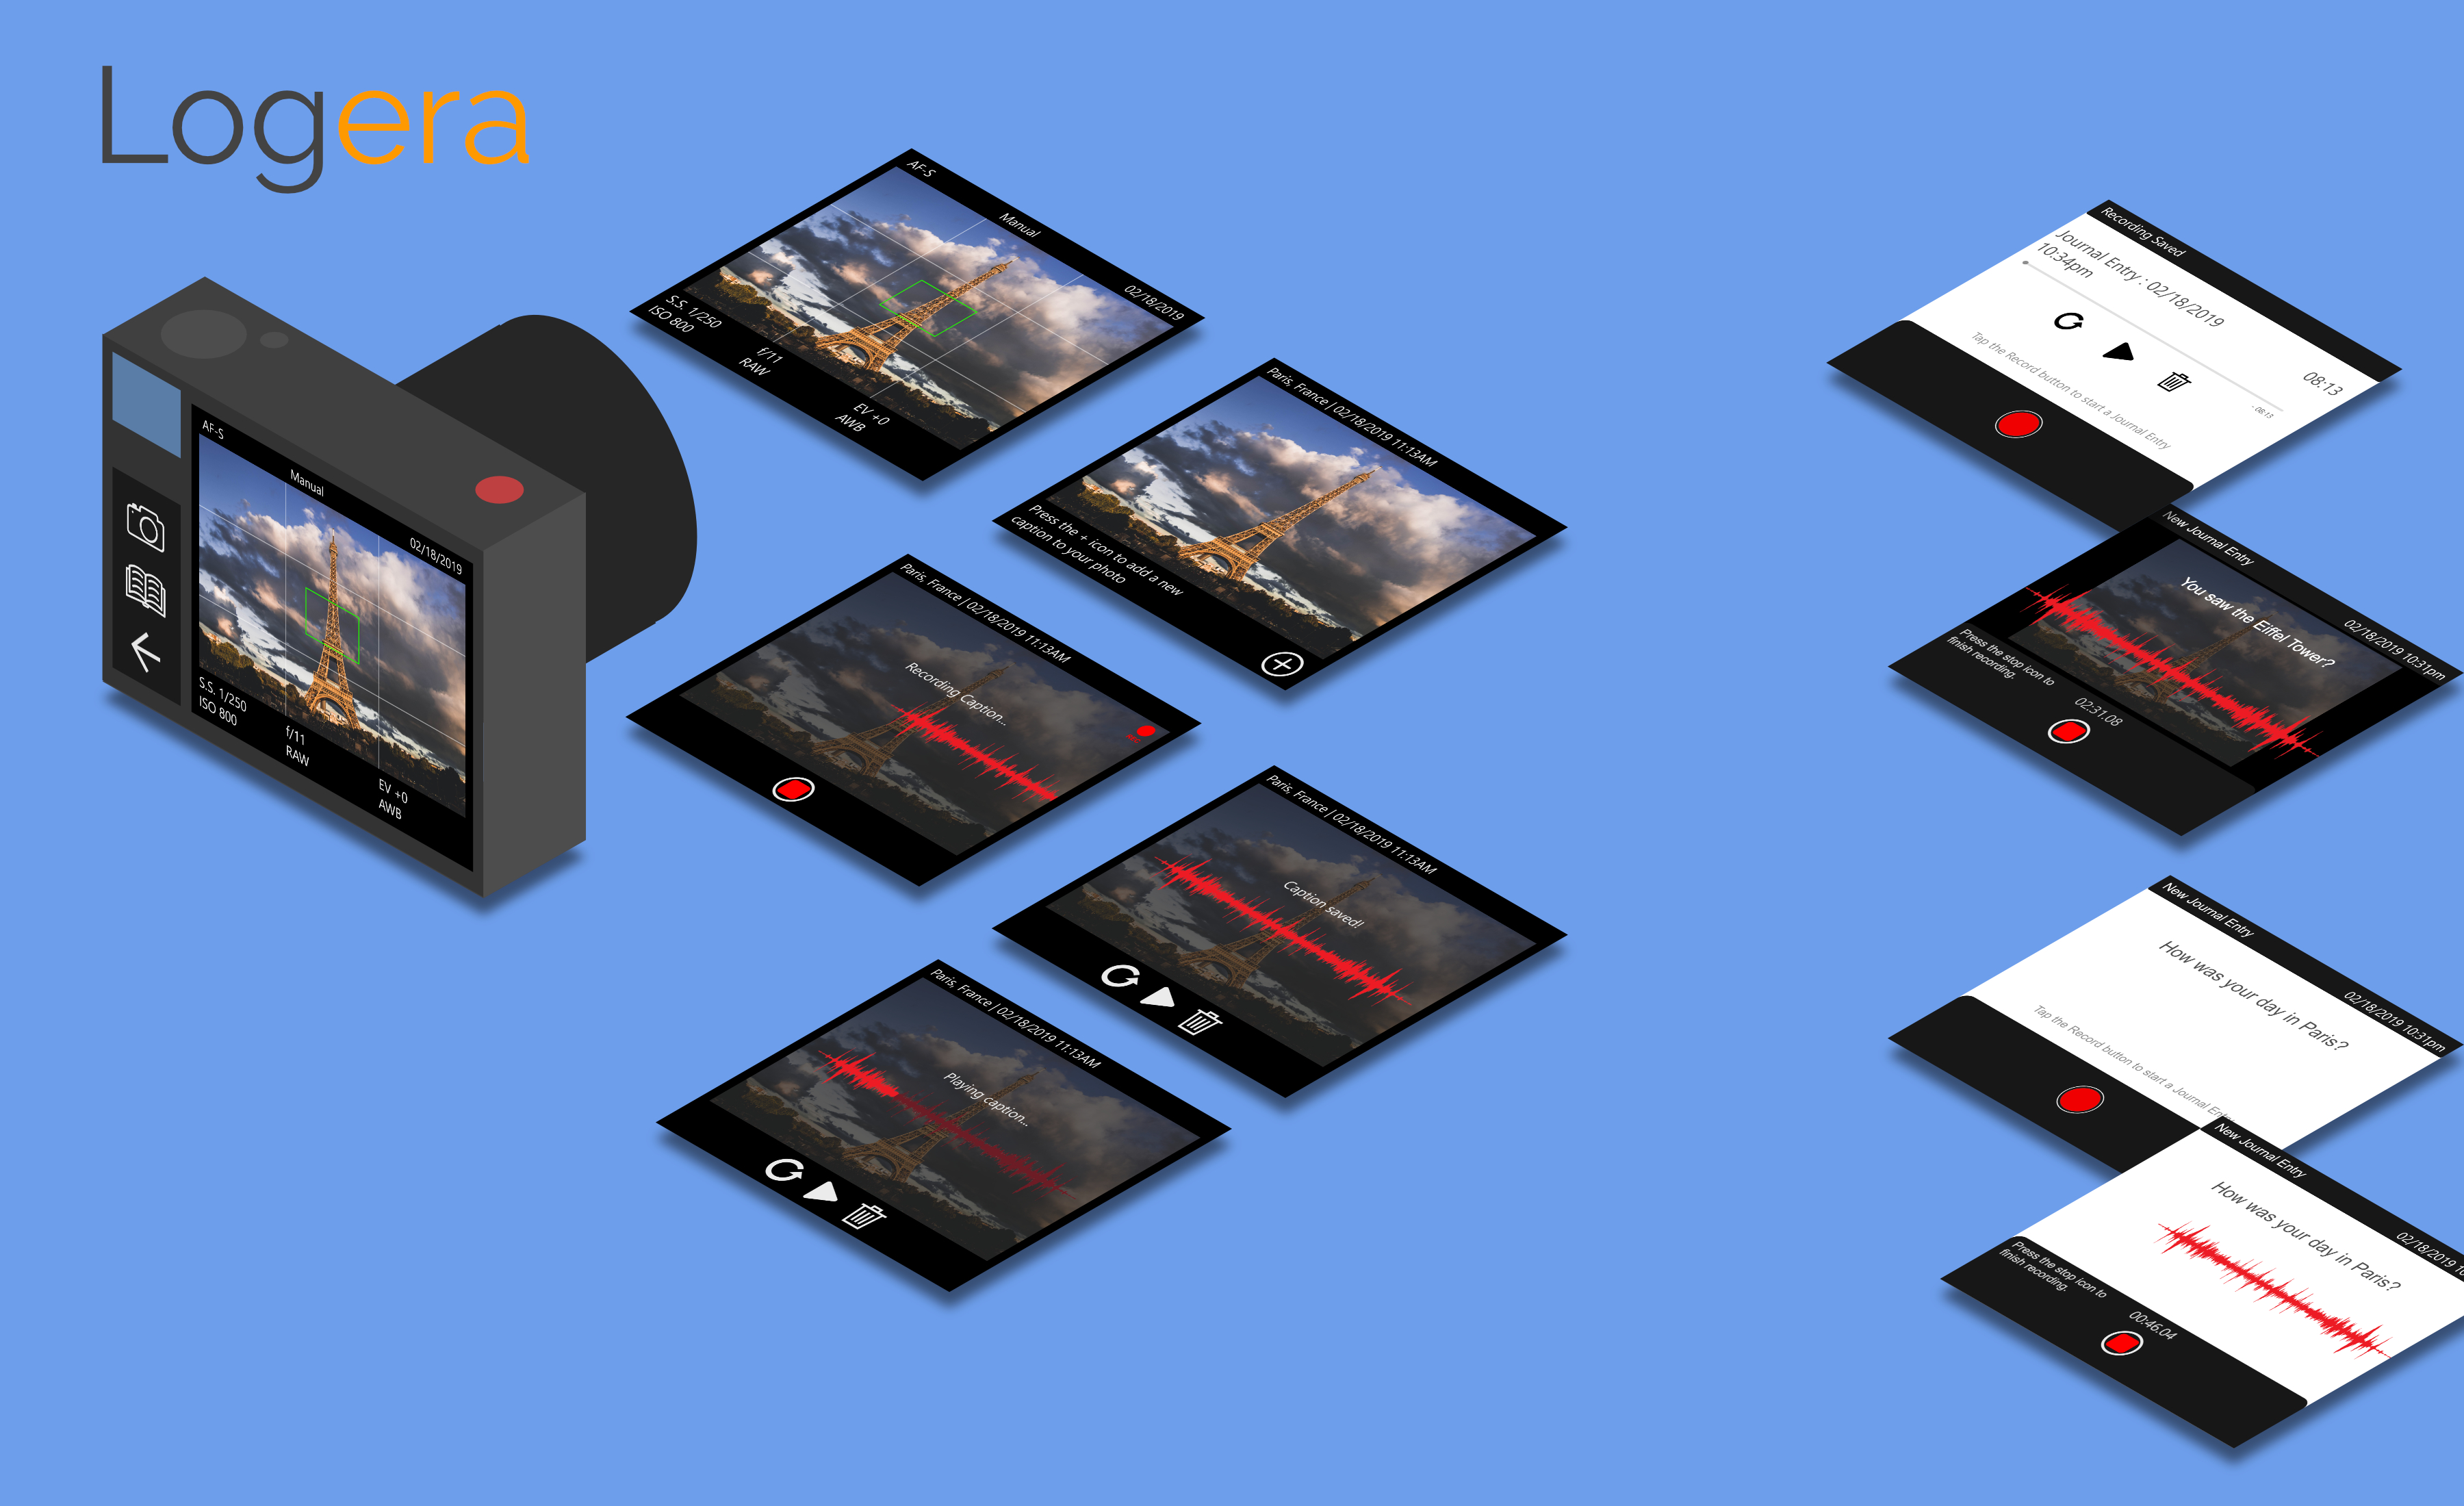 Logera
AF-S
Manual
02/18/2019
S.S. 1/250
ISO 800
f/11
RAW
EV +0
AWB
AF-S
Manual
02/18/2019
S.S. 1/250
ISO 800
f/11
RAW
EV +0
AWB
Paris, France | 02/18/2019 11:13AM
Press the + icon to add a new
caption to your photo
Paris, France | 02/18/2019 11:13AM
Recording Caption...
Paris, France | 02/18/2019 11:13AM
Caption saved!
Paris, France | 02/18/2019 11:13AM
Playing caption...
Recording Saved
Journal Entry : 02/18/2019
10:34pm
08:13
- 08:13
Tap the Record button to start a Journal Entry
New Journal Entry
02/18/2019 10:31pm
You saw the Eiffel Tower?
Press the stop icon to
finish recording.
02:31.08
New Journal Entry
02/18/2019 10:31pm
How was your day in Paris?
Tap the Record button to start a Journal
New Journal Entry
02/18/2019
How was your day in Paris?
Press the stop icon to
finish recording.
00:46.04